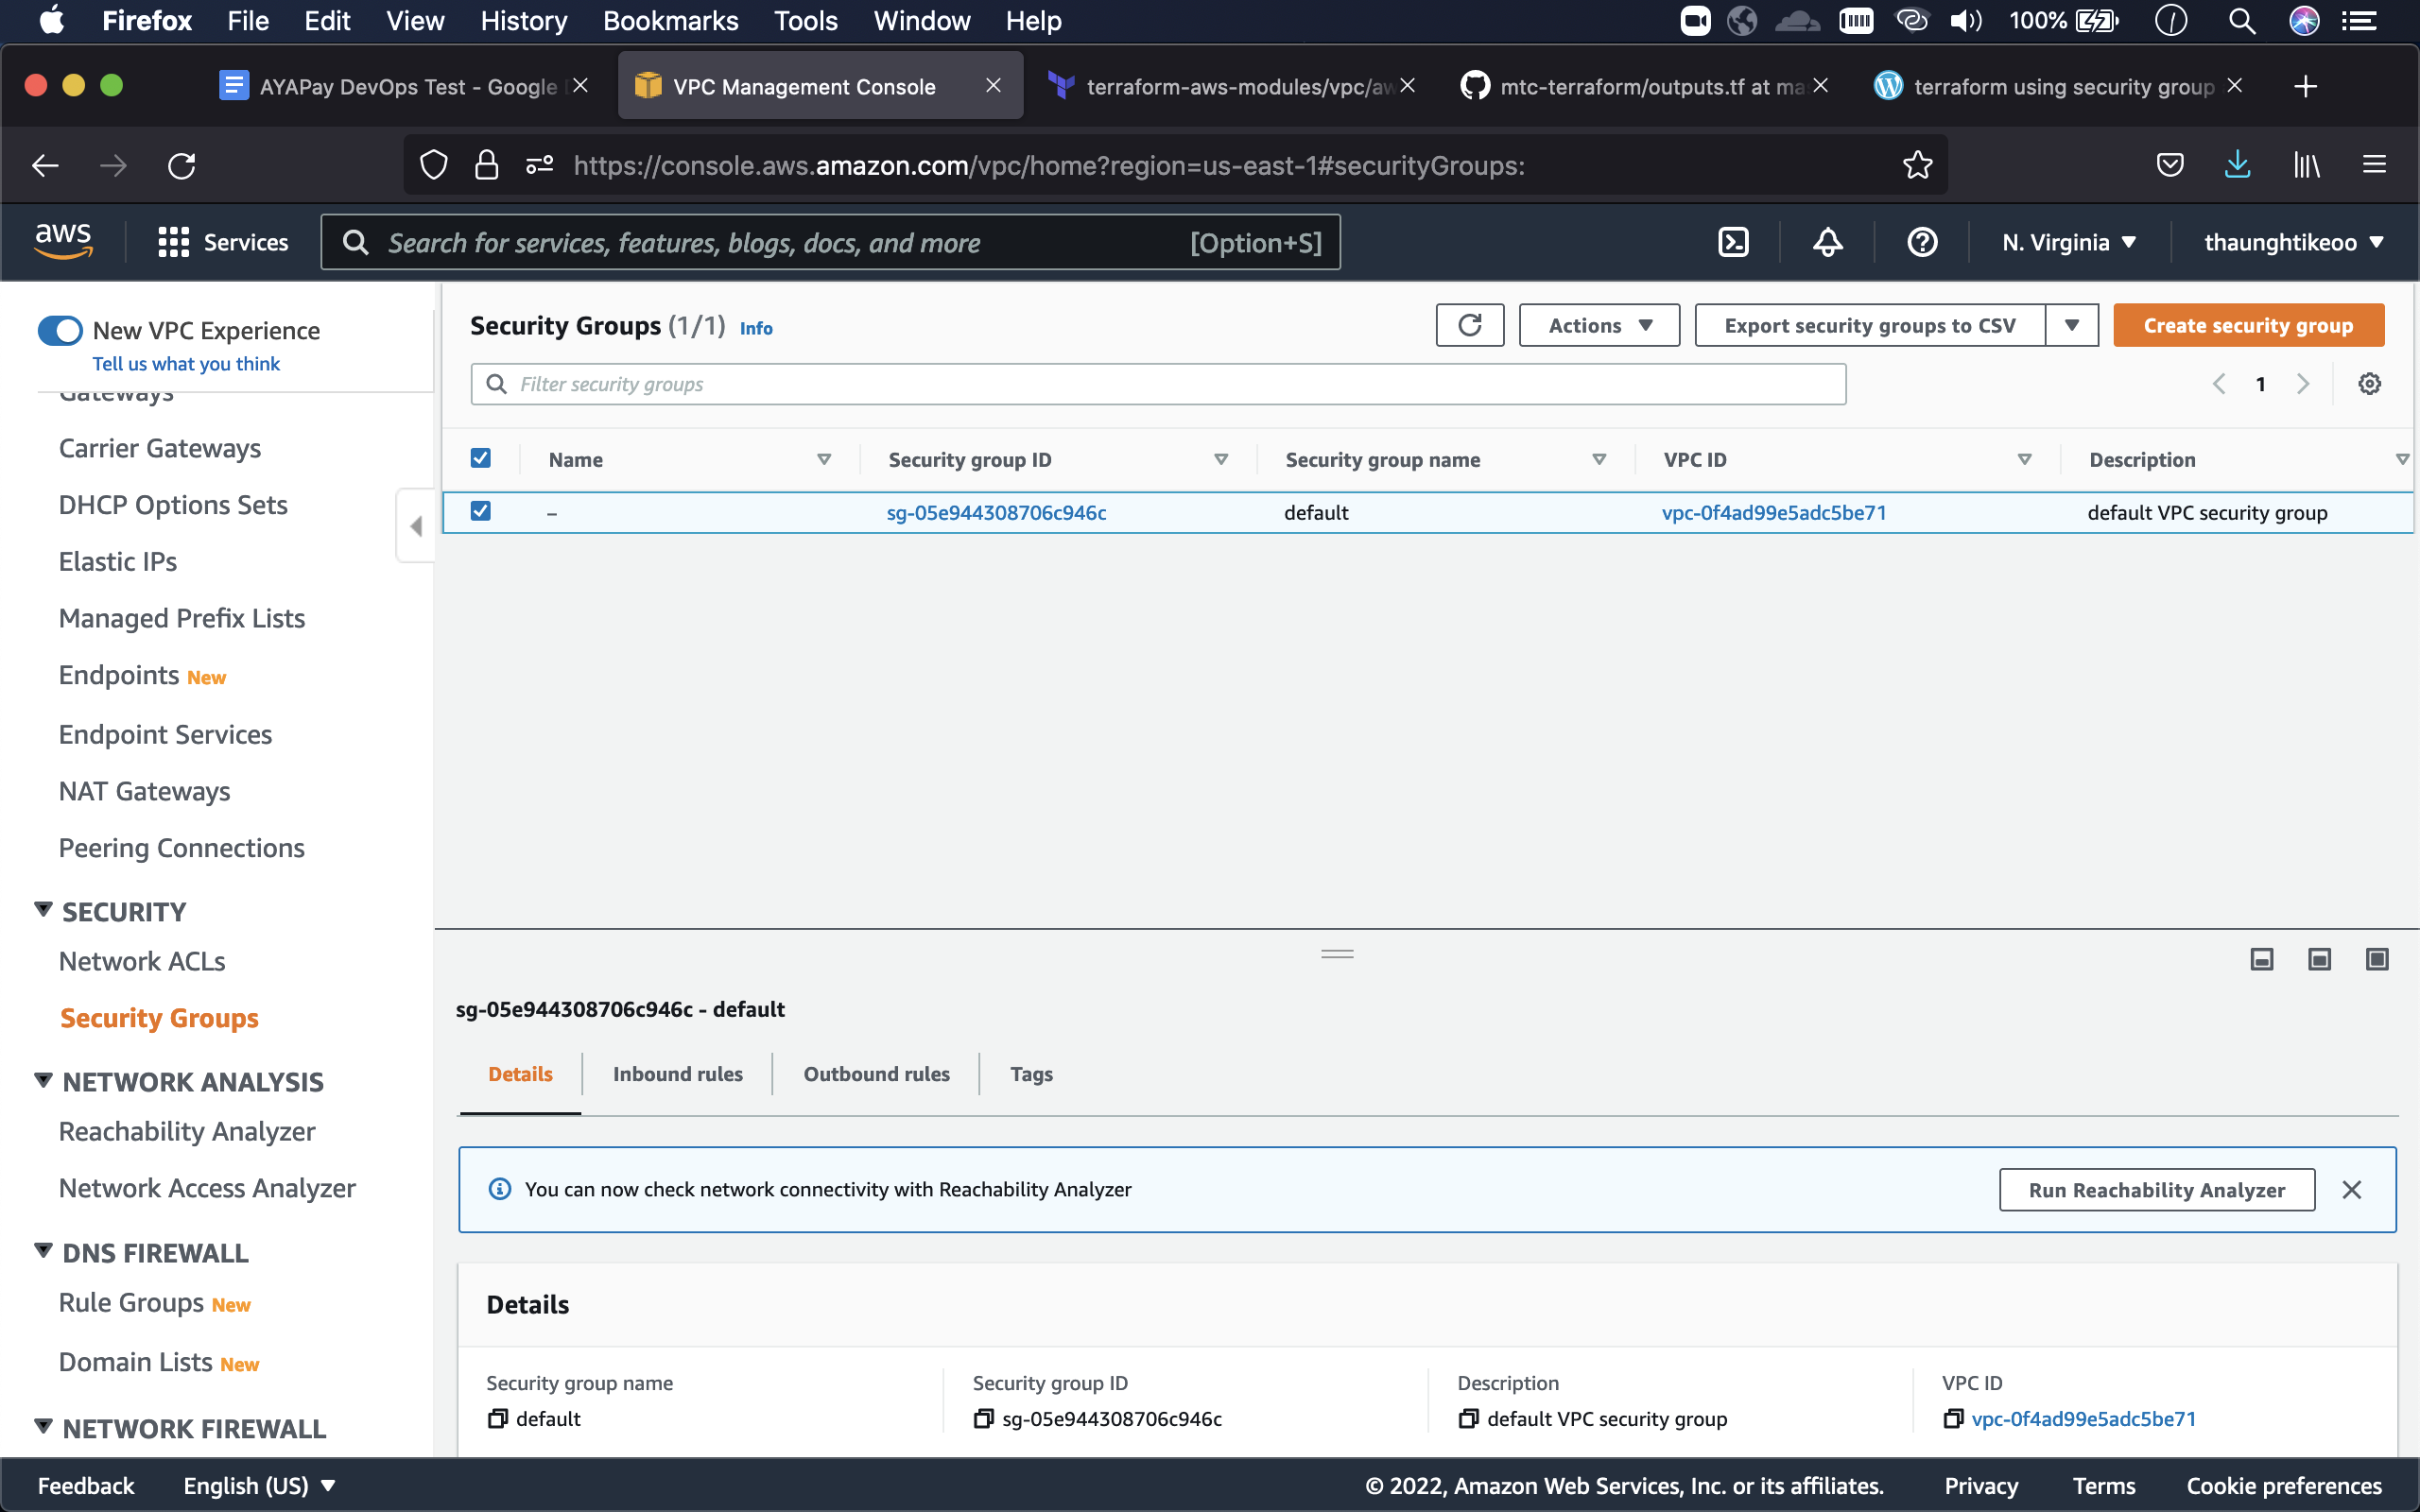 Firefox File Edit View History Bookmarks Tools Window Help 100%
AYAPay DevOps Test - Google VPC Management Console terraform-aws-modules/vpc/aw mtc-terraform/outputs.tf at ma terraform using security group
https://console.aws.amazon.com/vpc/home?region=us-east-1#securityGroups:
aws Services Search for services, features, blogs, docs, and more [Option+S] N. Virginia thaunghtikeoo
New VPC Experience
Tell us what you think
Gateways
Carrier Gateways
DHCP Options Sets
Elastic IPs
Managed Prefix Lists
Endpoints New
Endpoint Services
NAT Gateways
Peering Connections
SECURITY
Network ACLs
Security Groups
NETWORK ANALYSIS
Reachability Analyzer
Network Access Analyzer
DNS FIREWALL
Rule Groups New
Domain Lists New
NETWORK FIREWALL
Security Groups (1/1) Info Actions Export security groups to CSV Create security group
Filter security groups 1
Name Security group ID Security group name VPC ID Description
– sg-05e944308706c946c default vpc-0f4ad99e5adc5be71 default VPC security group
sg-05e944308706c946c - default
Details Inbound rules Outbound rules Tags
You can now check network connectivity with Reachability Analyzer Run Reachability Analyzer
Details
Security group name Security group ID Description VPC ID
default sg-05e944308706c946c default VPC security group vpc-0f4ad99e5adc5be71
Feedback English (US) © 2022, Amazon Web Services, Inc. or its affiliates. Privacy Terms Cookie preferences